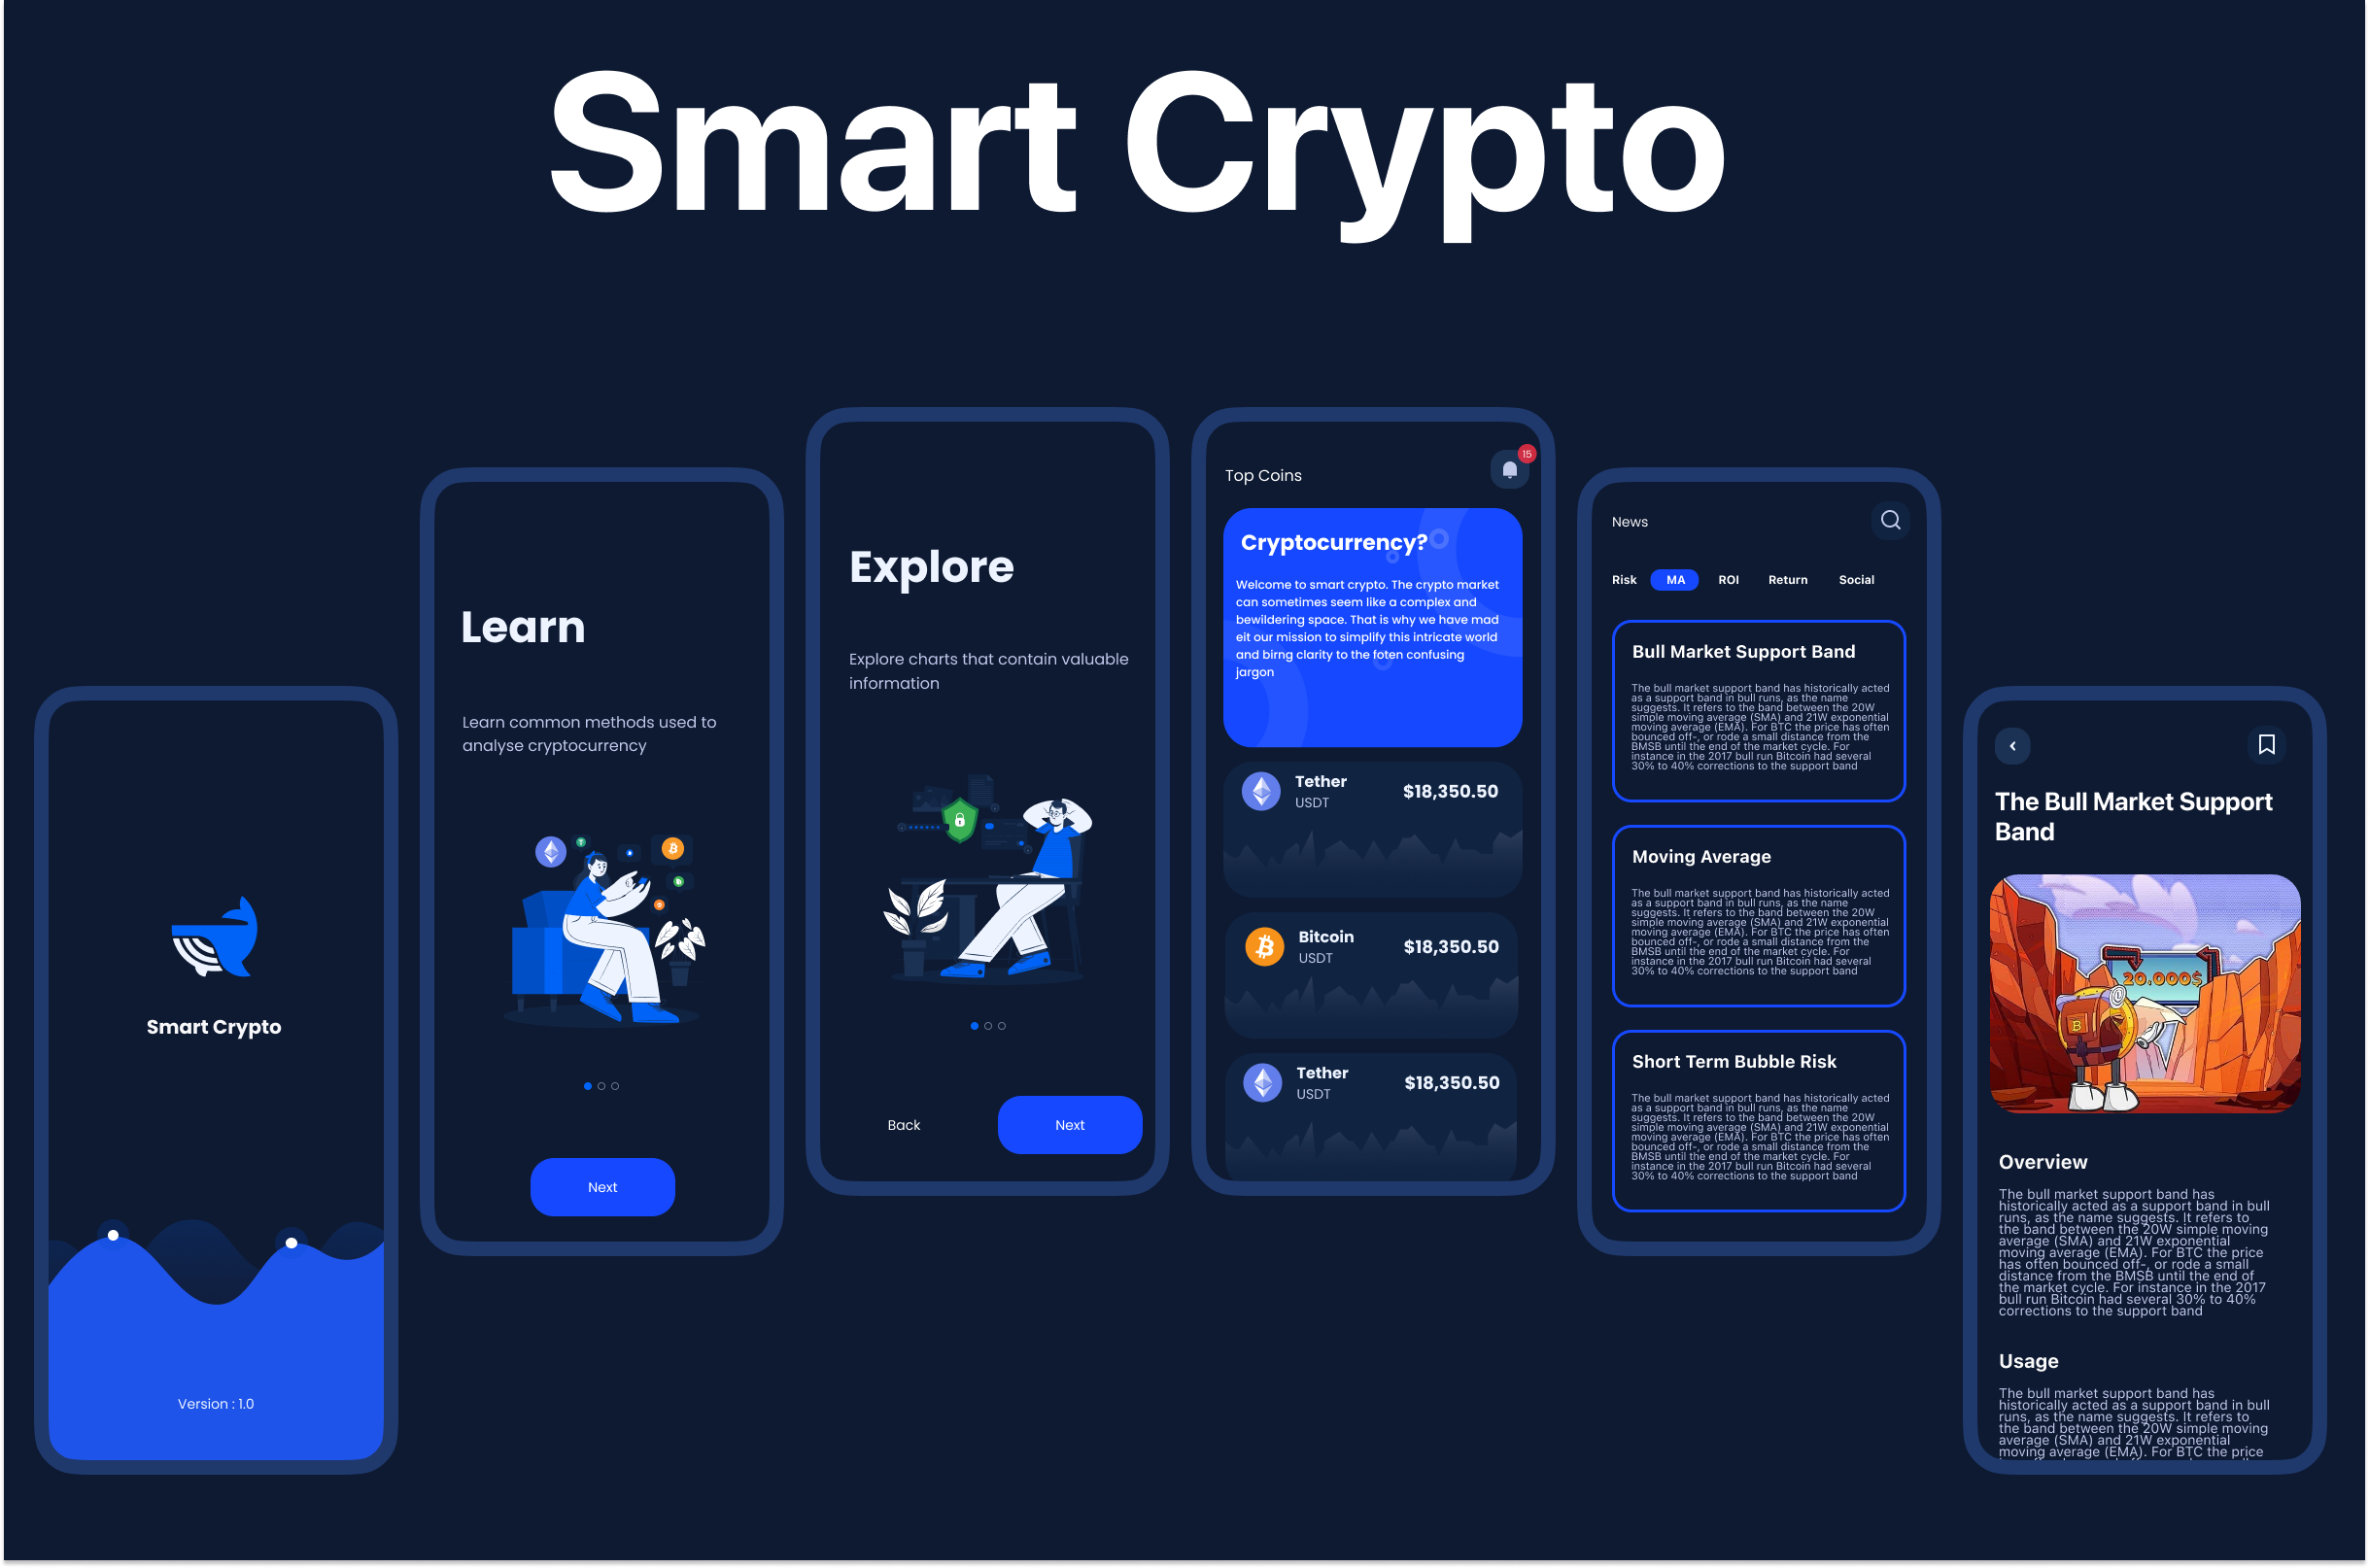 Smart Crypto
Smart Crypto
Version : 1.0
Learn
Learn common methods used to
analyse cryptocurrency
Next
Explore
Explore charts that contain valuable
information
Back
Next
Top Coins
15
Cryptocurrency?
Welcome to smart crypto. The crypto market
can sometimes seem like a complex and
bewildering space. That is why we have mad
eit our mission to simplify this intricate world
and birng clarity to the foten confusing
jargon
Tether
$18,350.50
USDT
Bitcoin
$18,350.50
USDT
Tether
$18,350.50
USDT
News
Risk MA ROI Return Social
Bull Market Support Band
The bull market support band has historically acted
as a support band in bull runs, as the name
suggests. It refers to the band between the 20W
simple moving average (SMA) and 21W exponential
moving average (EMA). For BTC the price has often
bounced off-, or rode a small distance from the
BMSB until the end of the market cycle. For
instance in the 2017 bull run Bitcoin had several
30% to 40% corrections to the support band
Moving Average
The bull market support band has historically acted
as a support band in bull runs, as the name
suggests. It refers to the band between the 20W
simple moving average (SMA) and 21W exponential
moving average (EMA). For BTC the price has often
bounced off-, or rode a small distance from the
BMSB until the end of the market cycle. For
instance in the 2017 bull run Bitcoin had several
30% to 40% corrections to the support band
Short Term Bubble Risk
The bull market support band has historically acted
as a support band in bull runs, as the name
suggests. It refers to the band between the 20W
simple moving average (SMA) and 21W exponential
moving average (EMA). For BTC the price has often
bounced off-, or rode a small distance from the
BMSB until the end of the market cycle. For
instance in the 2017 bull run Bitcoin had several
30% to 40% corrections to the support band
The Bull Market Support
Band
20.000$
Overview
The bull market support band has
historically acted as a support band in bull
runs, as the name suggests. It refers to
the band between the 20W simple moving
average (SMA) and 21W exponential
moving average (EMA). For BTC the price
has often bounced off-, or rode a small
distance from the BMSB until the end of
the market cycle. For instance in the 2017
bull run Bitcoin had several 30% to 40%
corrections to the support band
Usage
The bull market support band has
historically acted as a support band in bull
runs, as the name suggests. It refers to
the band between the 20W simple moving
average (SMA) and 21W exponential
moving average (EMA). For BTC the price